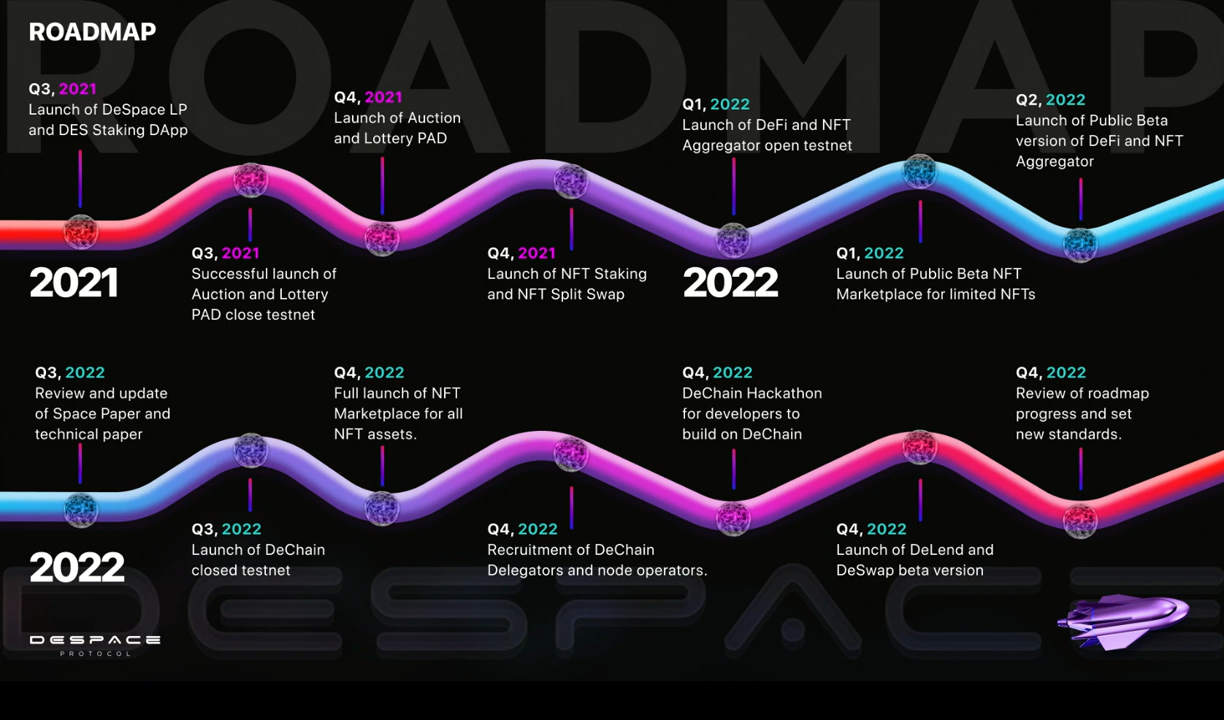 ROADMAP
ROADMAP
Q3, 2021
Launch of DeSpace LP
and DES Staking DApp
Q3, 2021
Successful launch of
Auction and Lottery
PAD close testnet
Q4, 2021
Launch of Auction
and Lottery PAD
Q4, 2021
Launch of NFT Staking
and NFT Split Swap
Q1, 2022
Launch of DeFi and NFT
Aggregator open testnet
Q1, 2022
Launch of Public Beta NFT
Marketplace for limited NFTs
Q2, 2022
Launch of Public Beta
version of DeFi and NFT
Aggregator
2021
2022
Q3, 2022
Review and update
of Space Paper and
technical paper
Q3, 2022
Launch of DeChain
closed testnet
Q4, 2022
Full launch of NFT
Marketplace for all
NFT assets.
Q4, 2022
Recruitment of DeChain
Delegators and node operators.
Q4, 2022
DeChain Hackathon
for developers to
build on DeChain
Q4, 2022
Launch of DeLend and
DeSwap beta version
Q4, 2022
Review of roadmap
progress and set
new standards.
2022
DESPACE
DESPACE
PROTOCOL